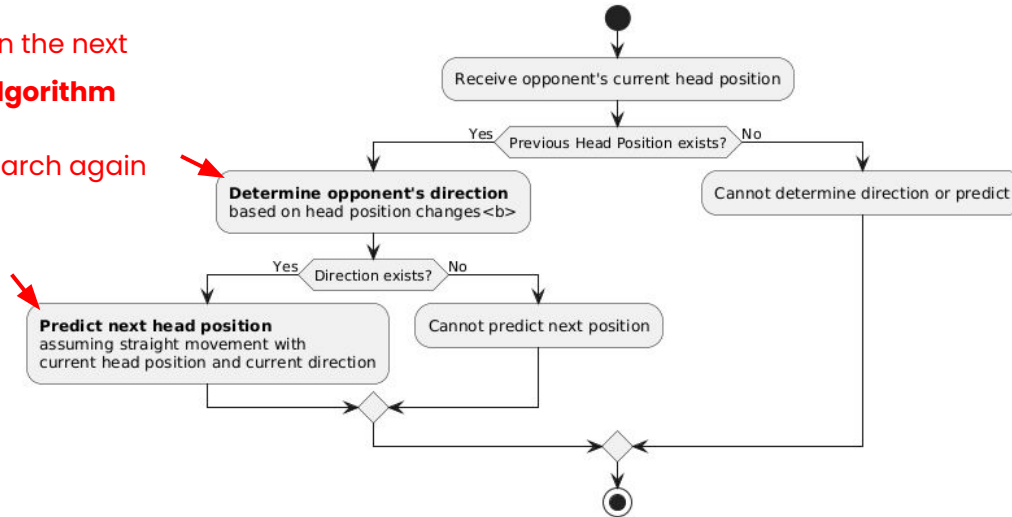 n the next
lgorithm
arch again
Receive opponent's current head position
Yes
Previous Head Position exists?
No
Determine opponent's direction
based on head position changes<b>
Cannot determine direction or predict
Yes
Direction exists?
No
Predict next head position
assuming straight movement with
current head position and current direction
Cannot predict next position